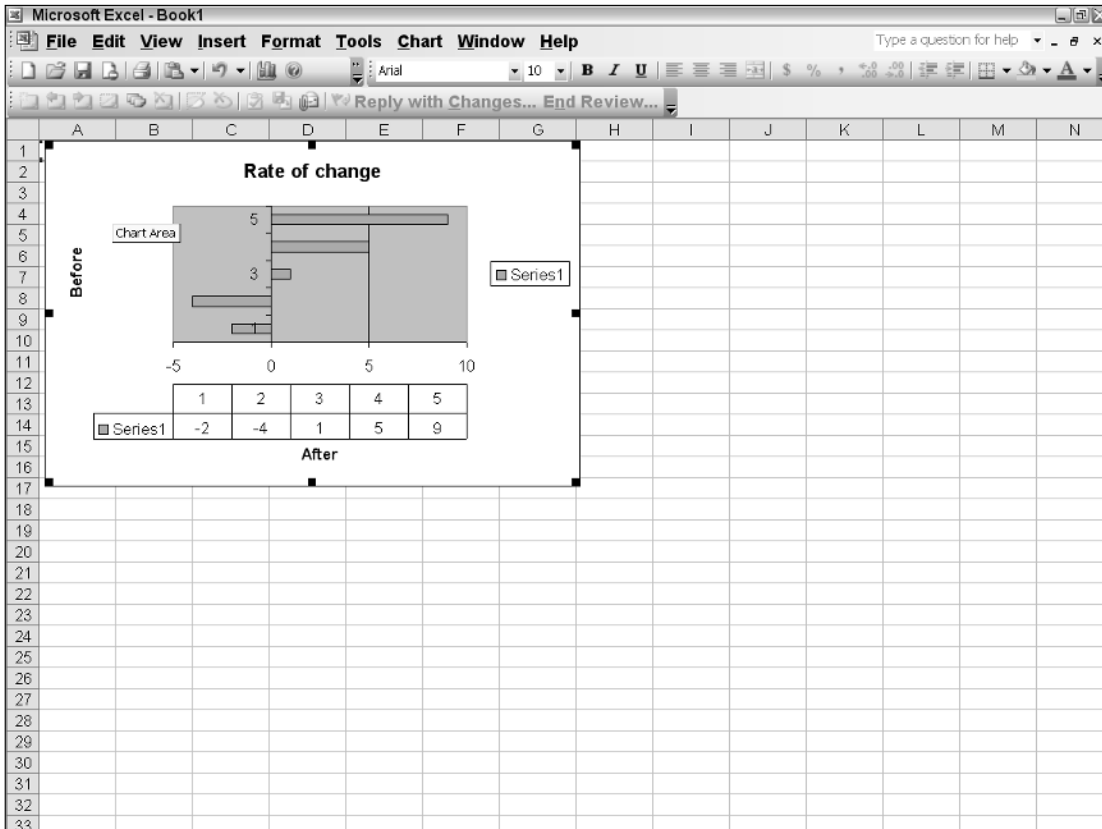 Microsoft Excel - Book1
File Edit View Insert Format Tools Chart Window Help
Type a question for help
Arial 10 B I U $ % ,
Reply with Changes... End Review...
A B C D E F G H I J K L M N
1
2
3
4
5
6
7
8
9
10
11
12
13
14
15
16
17
18
19
20
21
22
23
24
25
26
27
28
29
30
31
32
33
Rate of change
Chart Area
Before
5
3
1
-5 0 5 10
Series1
1 2 3 4 5
Series1 -2 -4 1 5 9
After